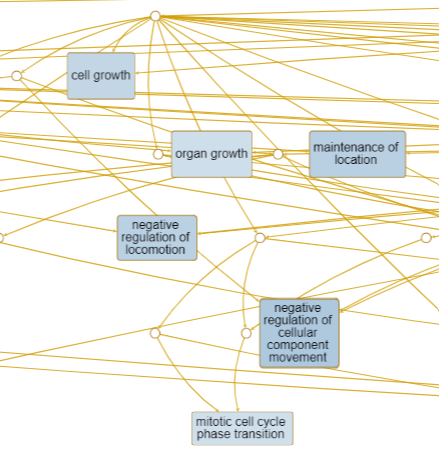 cell growth
organ growth
maintenance of
location
negative
regulation of
locomotion
negative
regulation of
cellular
component
movement
mitotic cell cycle
phase transition